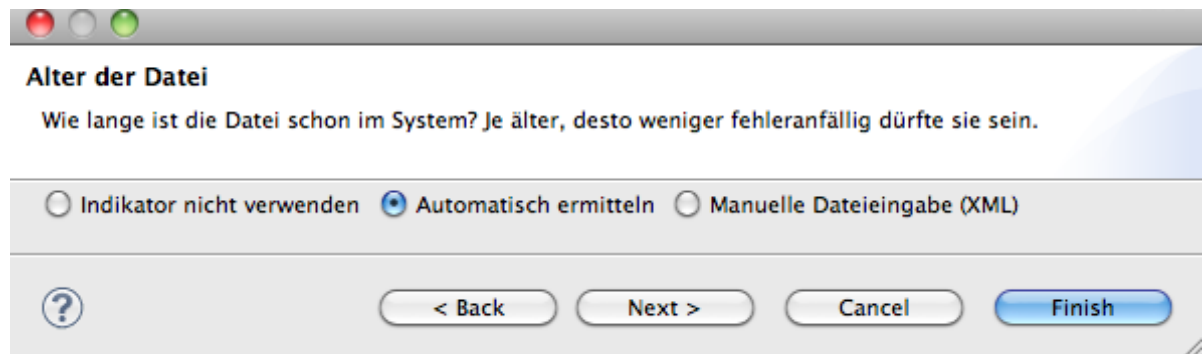 Alter der Datei
Wie lange ist die Datei schon im System? Je älter, desto weniger fehleranfällig dürfte sie sein.
Indikator nicht verwenden Automatisch ermitteln Manuelle Dateieingabe (XML)
? < Back Next > Cancel Finish